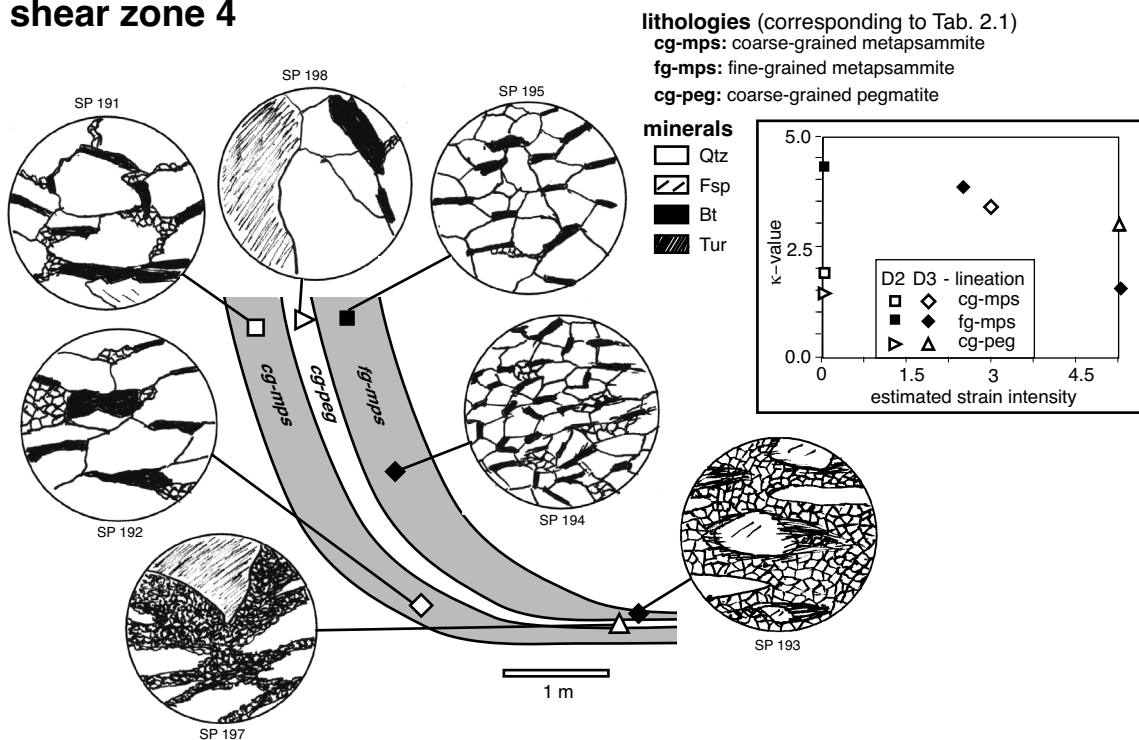 shear zone 4
lithologies (corresponding to Tab. 2.1)
cg-mps: coarse-grained metapsammite
fg-mps: fine-grained metapsammite
cg-peg: coarse-grained pegmatite
minerals
Qtz
Fsp
Bt
Tur
SP 191
SP 198
SP 195
SP 192
SP 194
SP 197
SP 193
cg-mps
cg-peg
fg-mps
1 m
5.0
2.5
0.0
κ–value
0 1.5 3 4.5
estimated strain intensity
D2 D3 - lineation
cg-mps
fg-mps
cg-peg